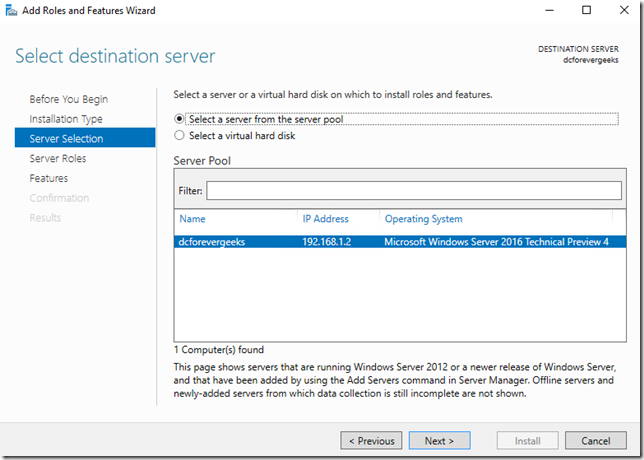 Add Roles and Features Wizard
Select destination server
DESTINATION SERVER
dcforevergeeks
Before You Begin
Installation Type
Server Selection
Server Roles
Features
Confirmation
Results
Select a server or a virtual hard disk on which to install roles and features.
Select a server from the server pool
Select a virtual hard disk
Server Pool
Filter:
Name IP Address Operating System
dcforevergeeks 192.168.1.2 Microsoft Windows Server 2016 Technical Preview 4
1 Computer(s) found
This page shows servers that are running Windows Server 2012 or a newer release of Windows Server,
and that have been added by using the Add Servers command in Server Manager. Offline servers and
newly-added servers from which data collection is still incomplete are not shown.
< Previous Next > Install Cancel